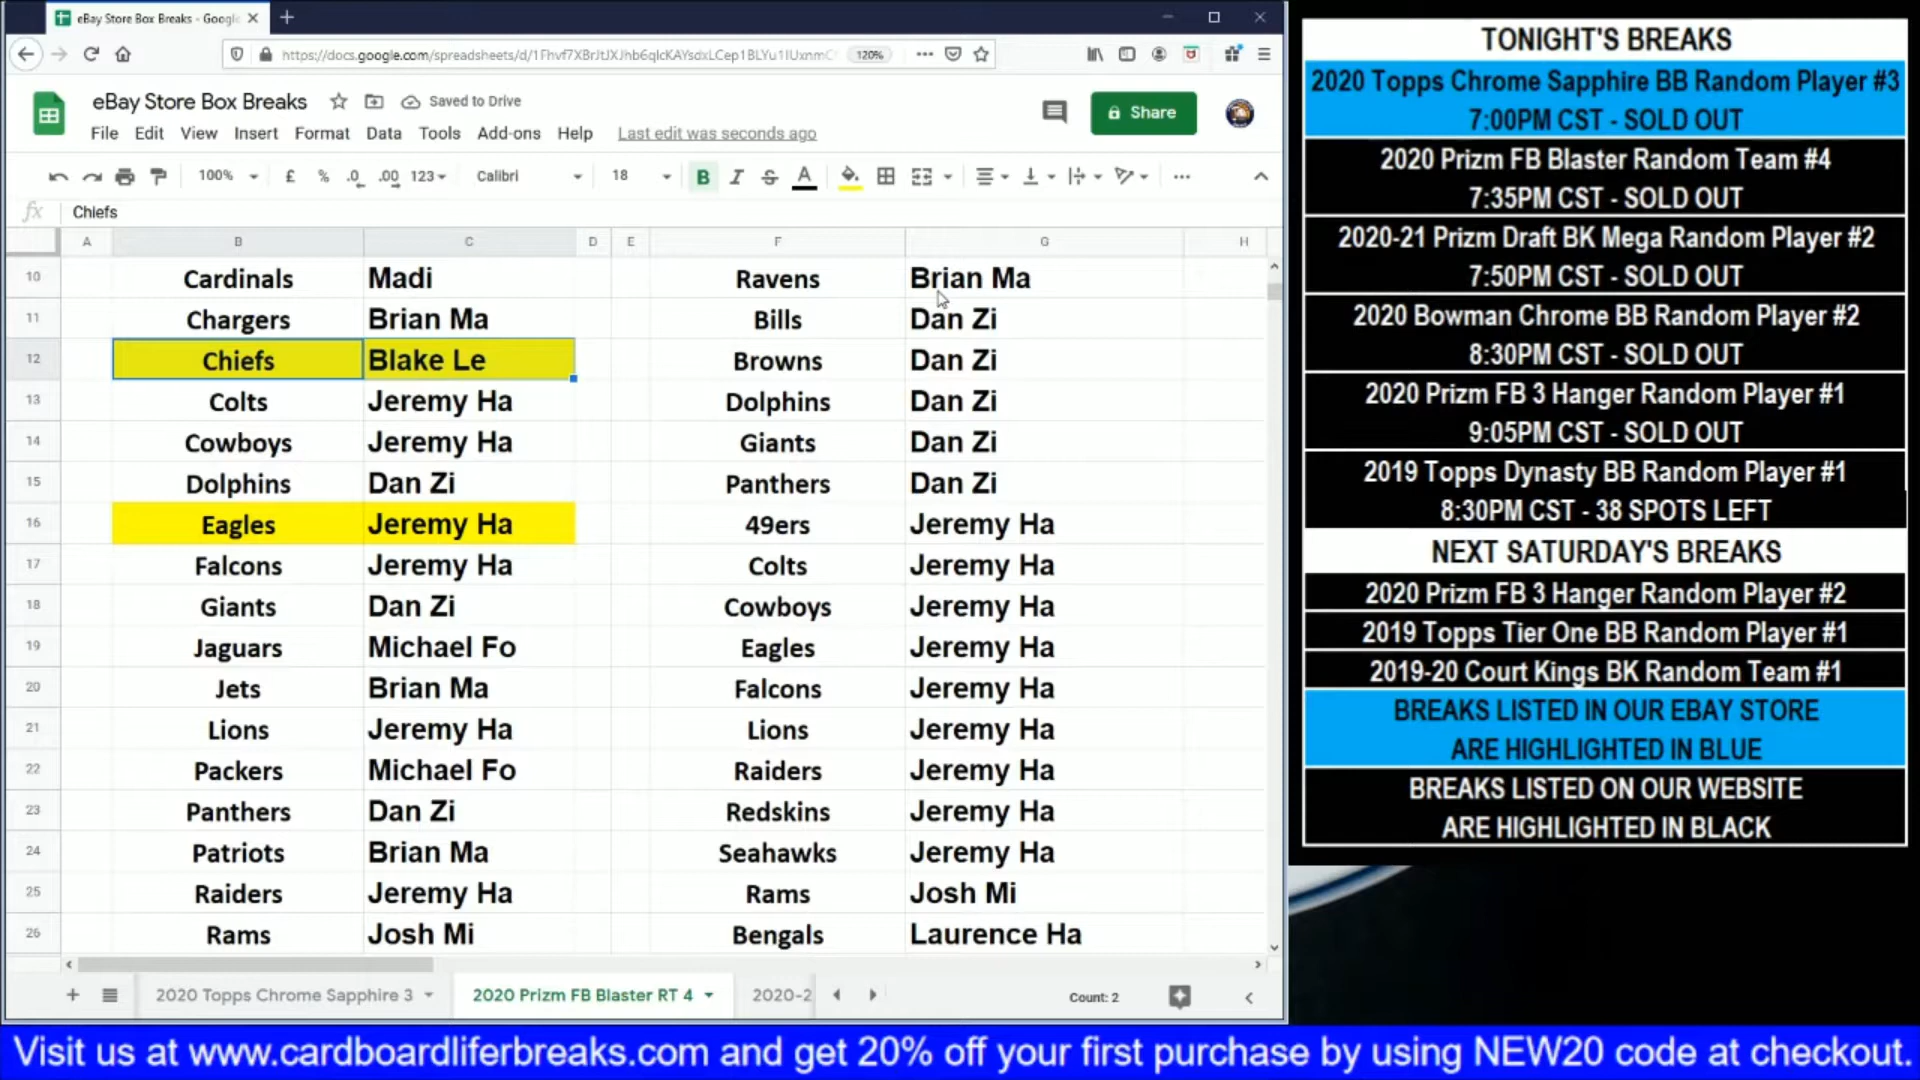 eBay Store Box Breaks - Google
https://docs.google.com/spreadsheets/d/
120%
eBay Store Box Breaks
Saved to Drive
Share
File Edit View Insert Format Data Tools Add-ons Help Last edit was seconds ago
100% £ % .0 .00 123 Calibri 18 B I S A
fx Chiefs
A B C D E F G H
10 Cardinals Madi Ravens Brian Ma
11 Chargers Brian Ma Bills Dan Zi
12 Chiefs Blake Le Browns Dan Zi
13 Colts Jeremy Ha Dolphins Dan Zi
14 Cowboys Jeremy Ha Giants Dan Zi
15 Dolphins Dan Zi Panthers Dan Zi
16 Eagles Jeremy Ha 49ers Jeremy Ha
17 Falcons Jeremy Ha Colts Jeremy Ha
18 Giants Dan Zi Cowboys Jeremy Ha
19 Jaguars Michael Fo Eagles Jeremy Ha
20 Jets Brian Ma Falcons Jeremy Ha
21 Lions Jeremy Ha Lions Jeremy Ha
22 Packers Michael Fo Raiders Jeremy Ha
23 Panthers Dan Zi Redskins Jeremy Ha
24 Patriots Brian Ma Seahawks Jeremy Ha
25 Raiders Jeremy Ha Rams Josh Mi
26 Rams Josh Mi Bengals Laurence Ha
2020 Topps Chrome Sapphire 3 2020 Prizm FB Blaster RT 4 2020-2 Count: 2
TONIGHT'S BREAKS
2020 Topps Chrome Sapphire BB Random Player #3
7:00PM CST - SOLD OUT
2020 Prizm FB Blaster Random Team #4
7:35PM CST - SOLD OUT
2020-21 Prizm Draft BK Mega Random Player #2
7:50PM CST - SOLD OUT
2020 Bowman Chrome BB Random Player #2
8:30PM CST - SOLD OUT
2020 Prizm FB 3 Hanger Random Player #1
9:05PM CST - SOLD OUT
2019 Topps Dynasty BB Random Player #1
8:30PM CST - 38 SPOTS LEFT
NEXT SATURDAY'S BREAKS
2020 Prizm FB 3 Hanger Random Player #2
2019 Topps Tier One BB Random Player #1
2019-20 Court Kings BK Random Team #1
BREAKS LISTED IN OUR EBAY STORE
ARE HIGHLIGHTED IN BLUE
BREAKS LISTED ON OUR WEBSITE
ARE HIGHLIGHTED IN BLACK
Visit us at www.cardboardliferbreaks.com and get 20% off your first purchase by using NEW20 code at checkout.